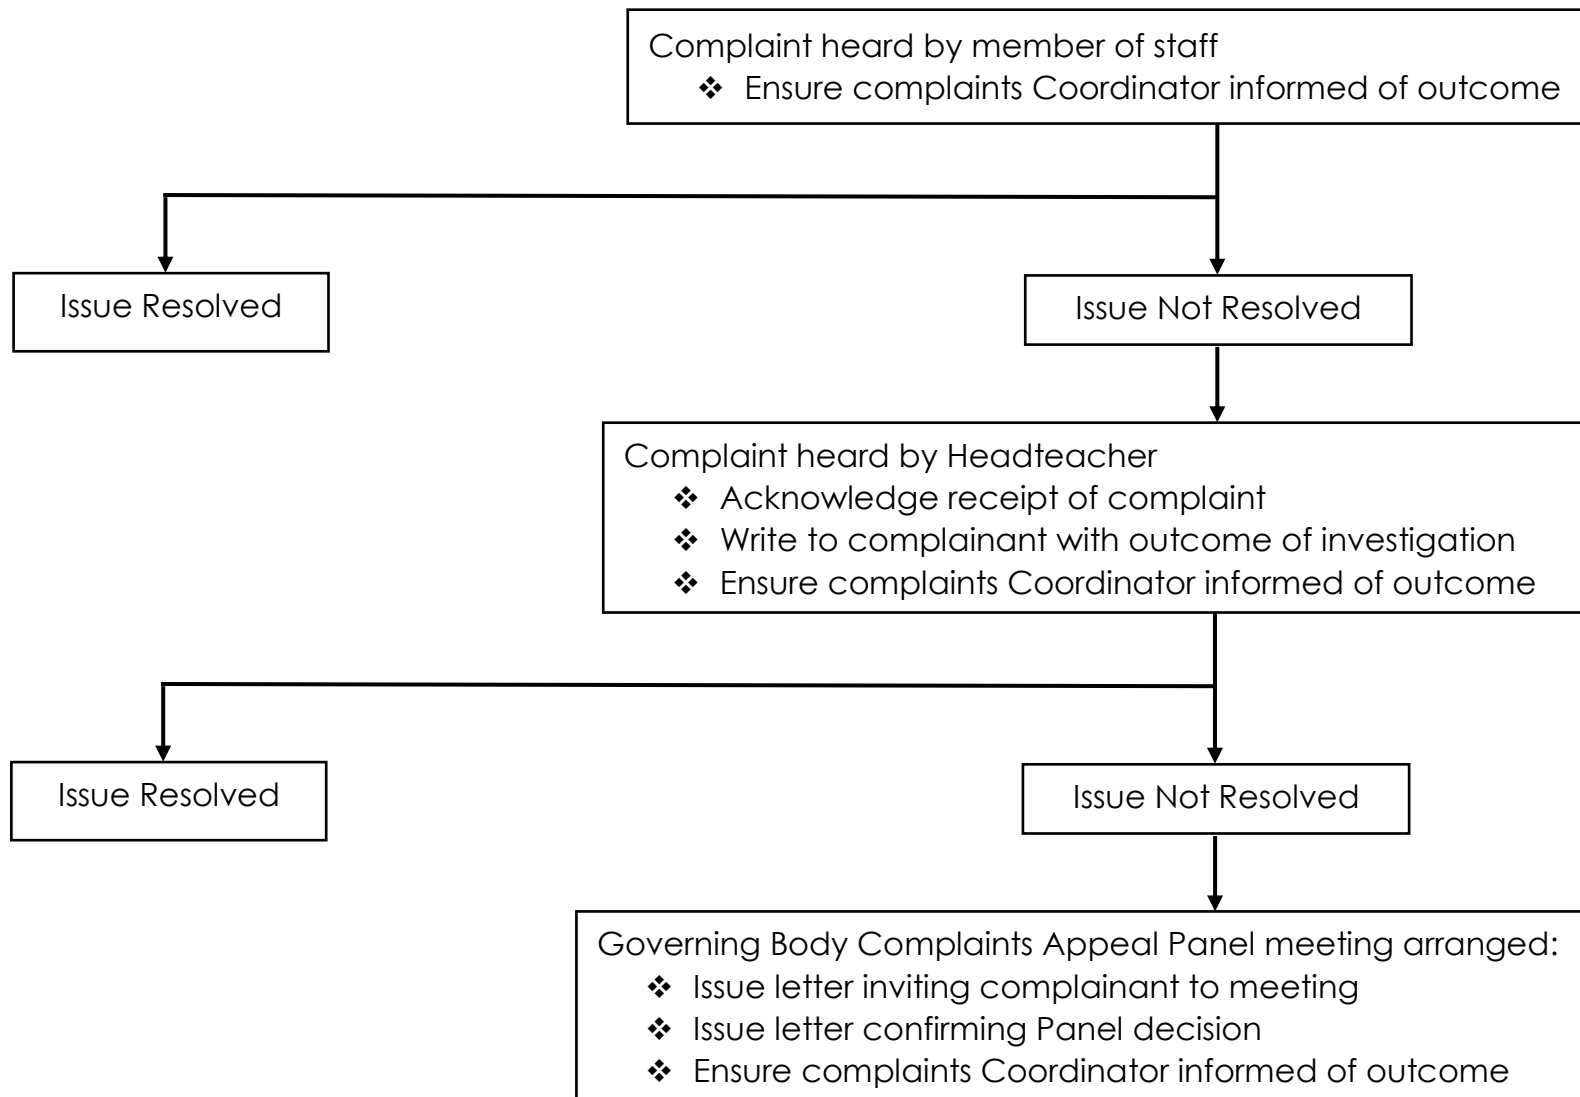 Complaint heard by member of staff
❖ Ensure complaints Coordinator informed of outcome
Issue Resolved
Issue Not Resolved
Complaint heard by Headteacher
❖ Acknowledge receipt of complaint
❖ Write to complainant with outcome of investigation
❖ Ensure complaints Coordinator informed of outcome
Issue Resolved
Issue Not Resolved
Governing Body Complaints Appeal Panel meeting arranged:
❖ Issue letter inviting complainant to meeting
❖ Issue letter confirming Panel decision
❖ Ensure complaints Coordinator informed of outcome